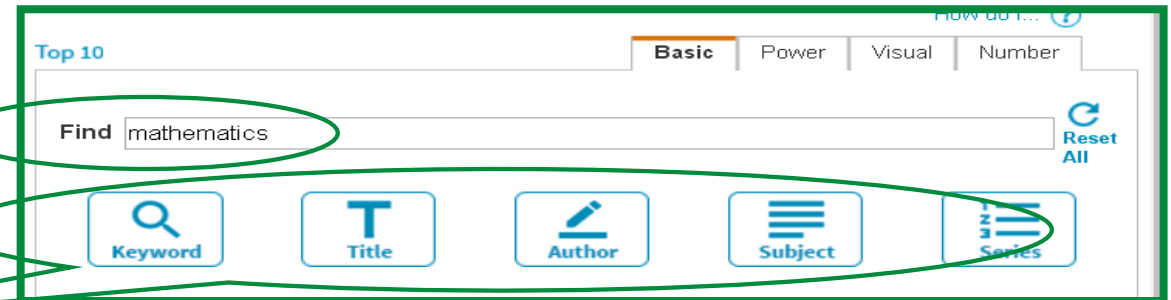 How do I... ?
Top 10
Basic Power Visual Number
Find mathematics
Reset
All
Keyword Title Author Subject Series